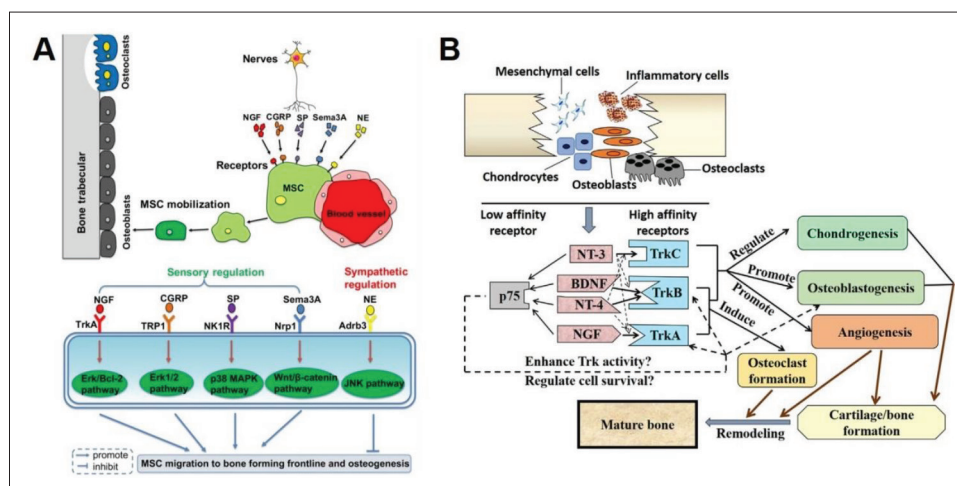 A
Osteoclasts
Bone trabecular
Osteoblasts
Nerves
NGF CGRP SP Sema3A NE
Receptors
MSC
Blood vessel
MSC mobilization
Sensory regulation
Sympathetic
regulation
NGF CGRP SP Sema3A NE
TrkA TRP1 NK1R Nrp1 Adrb3
Erk/Bcl-2
pathway
Erk1/2
pathway
p38 MAPK
pathway
Wnt/β-catenin
pathway
JNK pathway
promote
inhibit
MSC migration to bone forming frontline and osteogenesis
B
Mesenchymal cells
Inflammatory cells
Chondrocytes
Osteoblasts
Osteoclasts
Low affinity
receptor
High affinity
receptors
NT-3
TrkC
BDNF
TrkB
NT-4
NGF
TrkA
p75
Regulate
Promote
Promote
Induce
Chondrogenesis
Osteoblastogenesis
Angiogenesis
Enhance Trk activity?
Regulate cell survival?
Osteoclast
formation
Mature bone
Remodeling
Cartilage/bone
formation